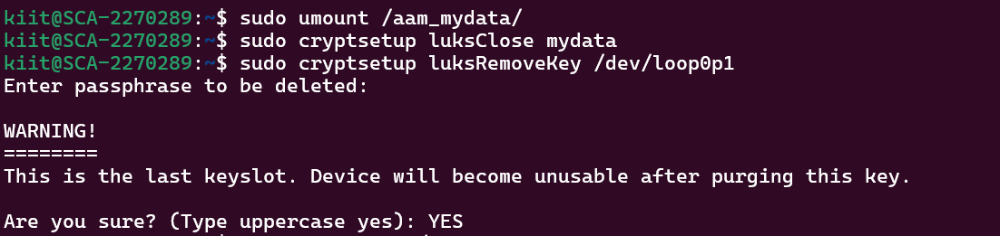 kiit@SCA-2270289:~$ sudo umount /aam_mydata/
kiit@SCA-2270289:~$ sudo cryptsetup luksClose mydata
kiit@SCA-2270289:~$ sudo cryptsetup luksRemoveKey /dev/loop0p1
Enter passphrase to be deleted:
WARNING!
========
This is the last keyslot. Device will become unusable after purging this key.
Are you sure? (Type uppercase yes): YES